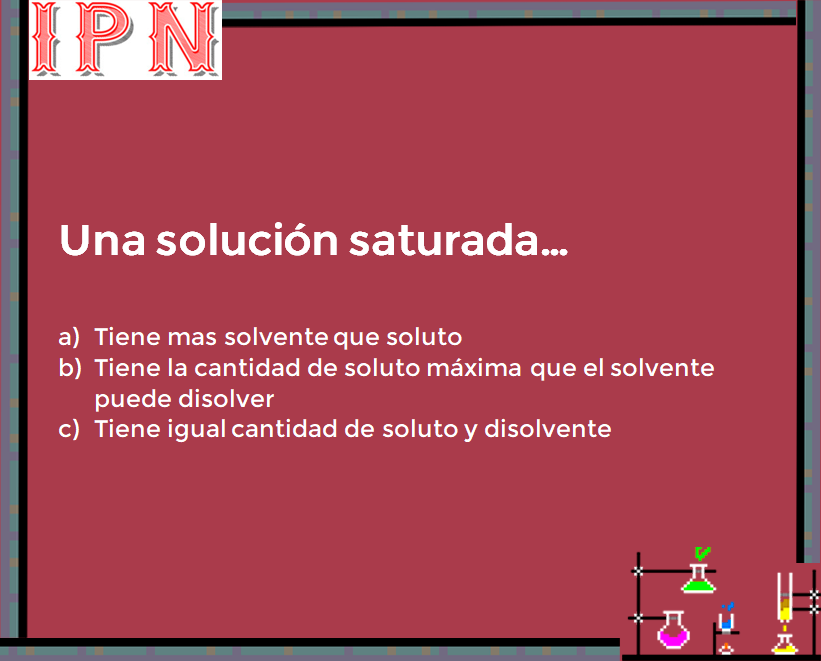 IPN
Una solución saturada...
a) Tiene mas solvente que soluto
b) Tiene la cantidad de soluto máxima que el solvente
puede disolver
c) Tiene igual cantidad de soluto y disolvente